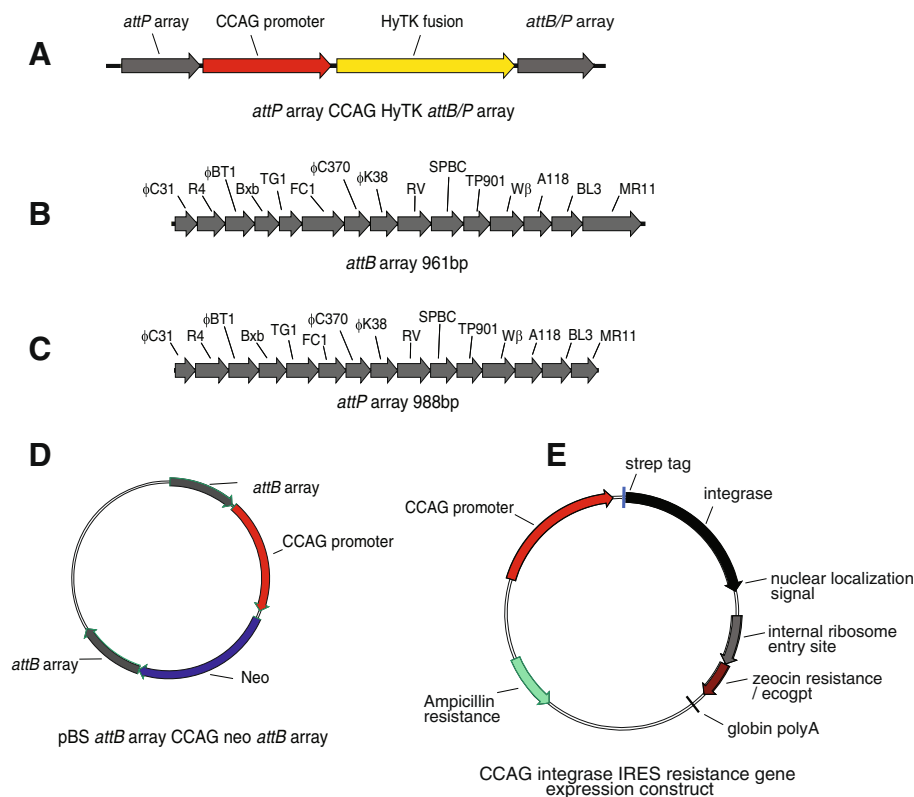 A
attP array
CCAG promoter
HyTK fusion
attB/P array
attP array CCAG HyTK attB/P array
B
ϕC31
R4
ϕBT1
Bxb
TG1
FC1
ϕC370
ϕK38
RV
SPBC
TP901
Wβ
A118
BL3
MR11
attB array 961bp
C
ϕC31
R4
ϕBT1
Bxb
TG1
FC1
ϕC370
ϕK38
RV
SPBC
TP901
Wβ
A118
BL3
MR11
attP array 988bp
D
attB array
CCAG promoter
Neo
attB array
pBS attB array CCAG neo attB array
E
strep tag
integrase
CCAG promoter
nuclear localization
signal
internal ribosome
entry site
zeocin resistance
/ ecogpt
globin polyA
Ampicillin
resistance
CCAG integrase IRES resistance gene
expression construct